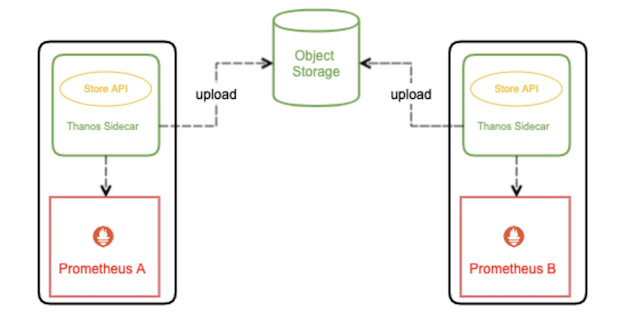 Object
Storage
Store API
Thanos Sidecar
upload
upload
Store API
Thanos Sidecar
Prometheus A
Prometheus B